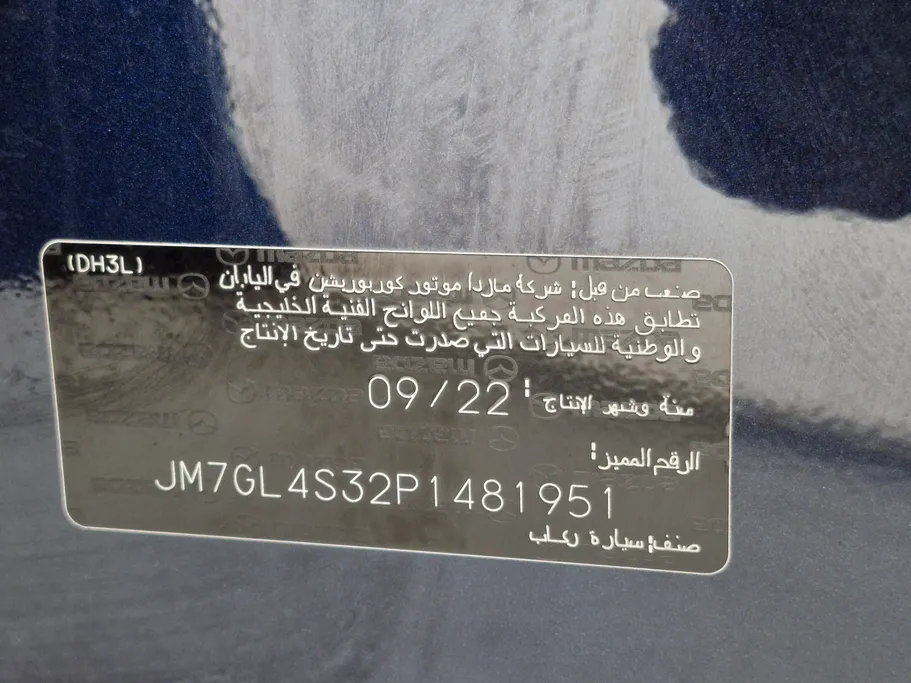 (DH3L)
صنعت من قبل: شركة مازدا موتور كوربوريشن في اليابان
تطابق هذه المركبة جميع اللوائح الفنية الخليجية
والوطنية للسيارات التي صدرت حتى تاريخ الإنتاج
سنة وشهر الإنتاج : 09/22
الرقم المميز:
JM7GL4S32P1481951
صنف: سيارة ركاب